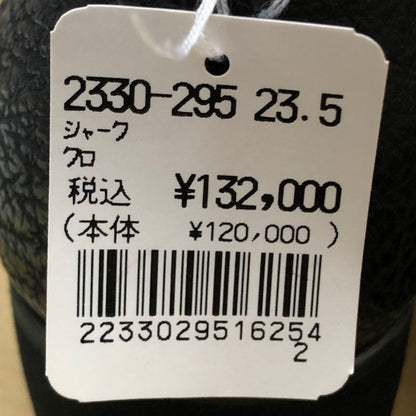 2330-295 23.5
シャーク
クロ
税込 ¥132,000
(本体 ¥120,000 )
2233029516254
2